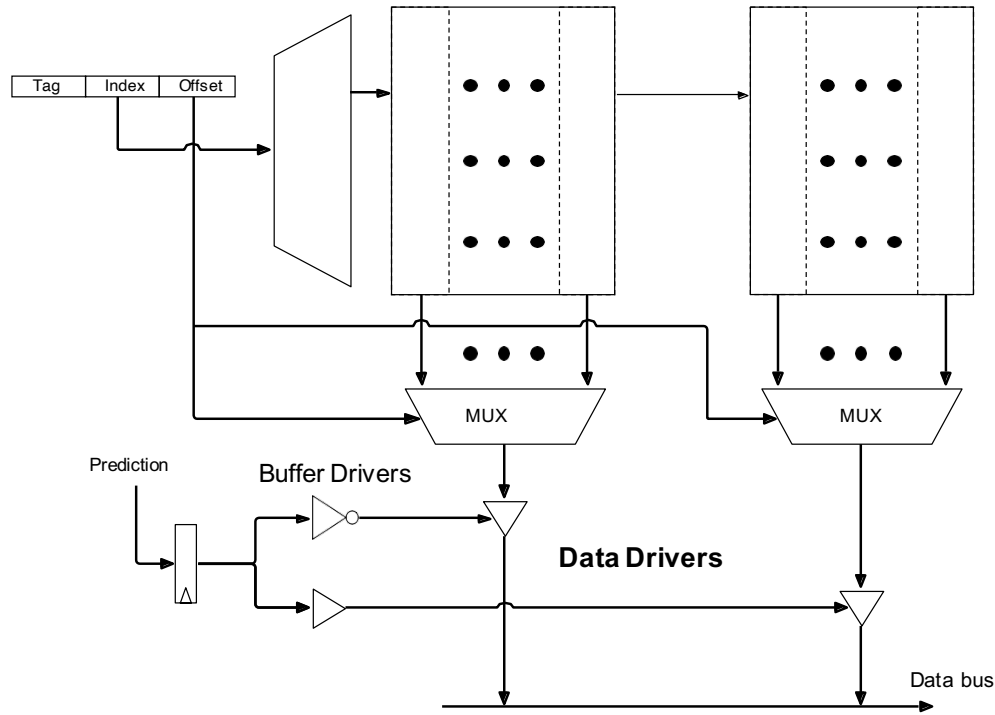 Tag Index Offset
MUX MUX
Prediction
Buffer Drivers
Data Drivers
Data bus